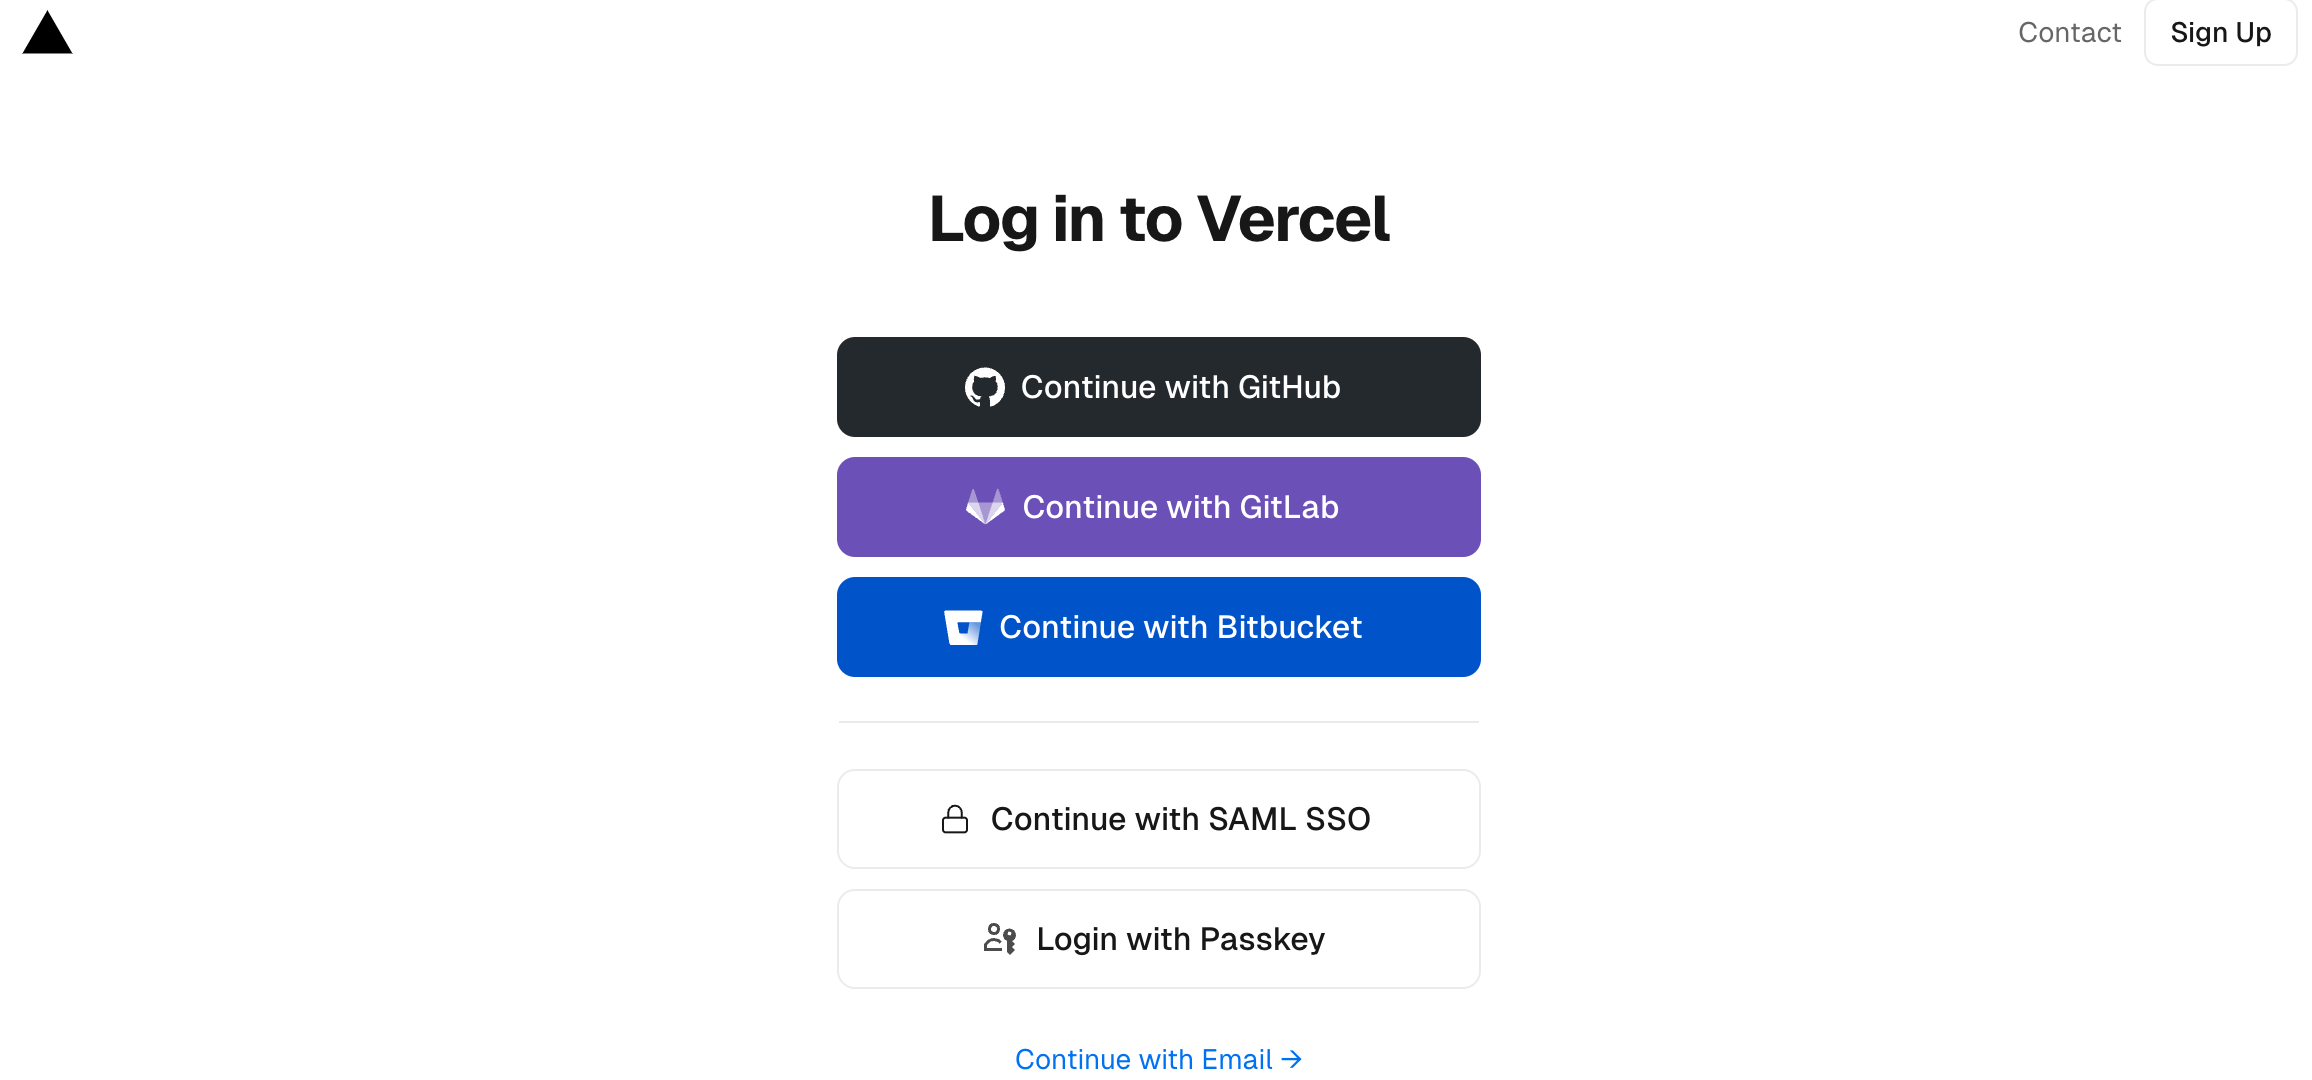 Contact
Sign Up
Log in to Vercel
Continue with GitHub
Continue with GitLab
Continue with Bitbucket
Continue with SAML SSO
Login with Passkey
Continue with Email →